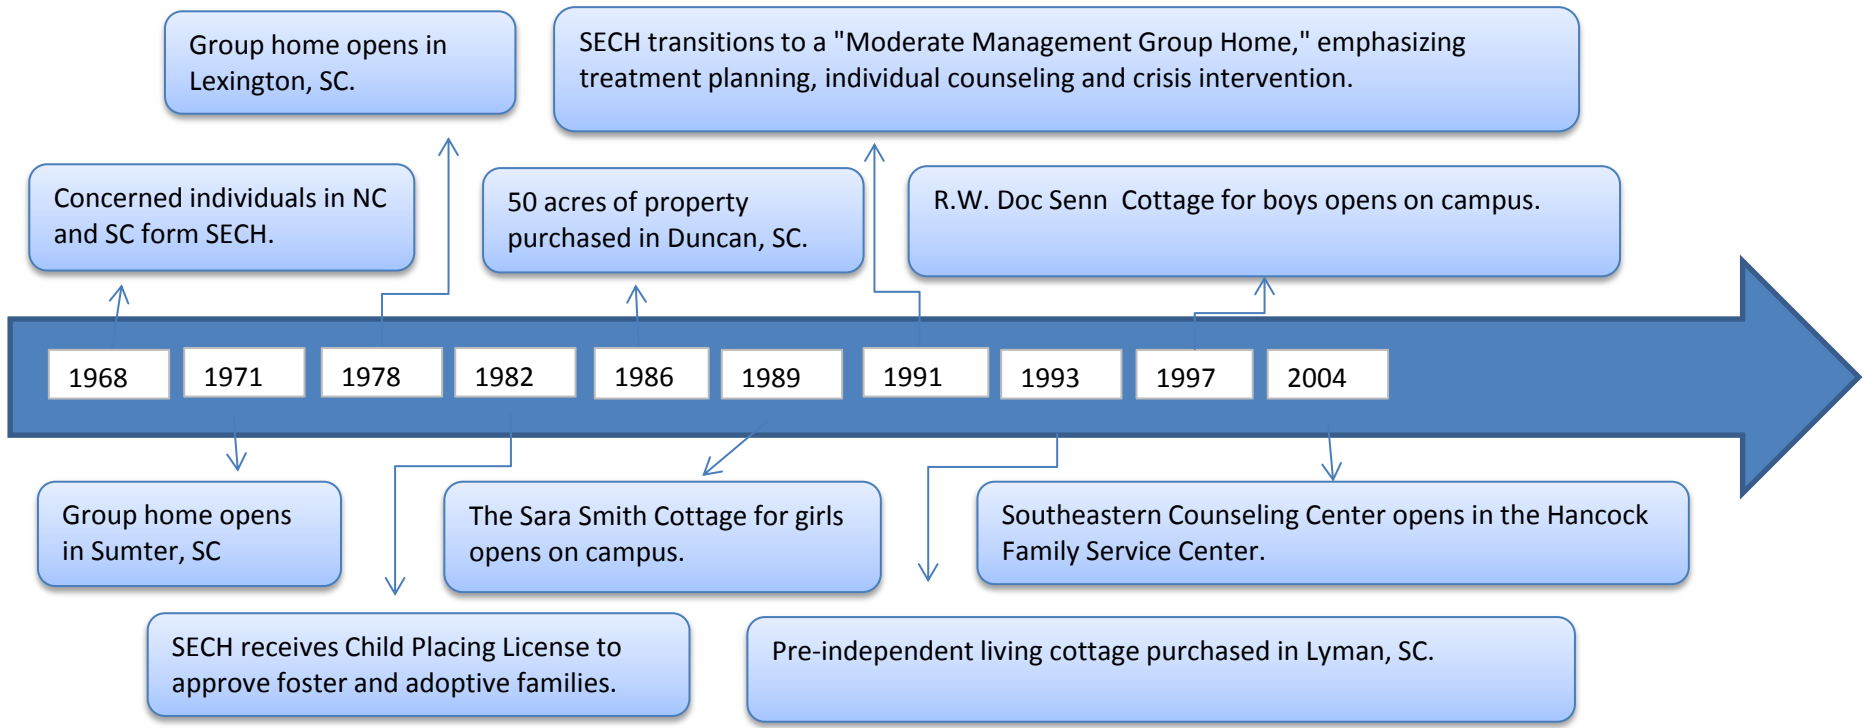 Group home opens in
Lexington, SC.
SECH transitions to a "Moderate Management Group Home," emphasizing
treatment planning, individual counseling and crisis intervention.
Concerned individuals in NC
and SC form SECH.
50 acres of property
purchased in Duncan, SC.
R.W. Doc Senn  Cottage for boys opens on campus.
1968
1971
1978
1982
1986
1989
1991
1993
1997
2004
Group home opens
in Sumter, SC
The Sara Smith Cottage for girls
opens on campus.
Southeastern Counseling Center opens in the Hancock
Family Service Center.
SECH receives Child Placing License to
approve foster and adoptive families.
Pre-independent living cottage purchased in Lyman, SC.